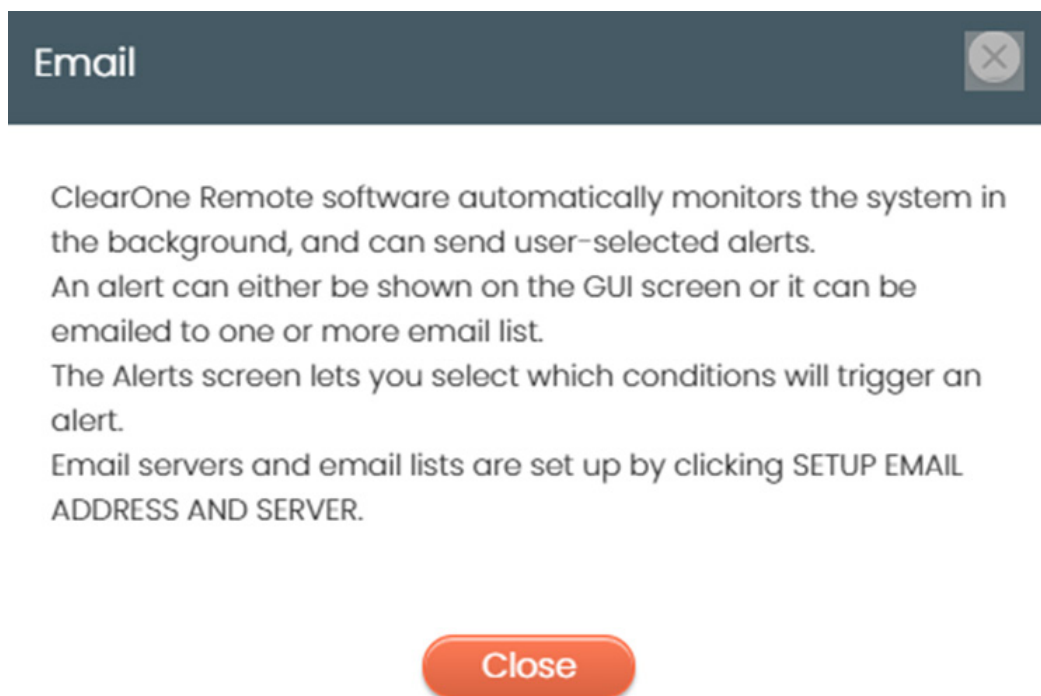 Email
ClearOne Remote software automatically monitors the system in
the background, and can send user-selected alerts.
An alert can either be shown on the GUI screen or it can be
emailed to one or more email list.
The Alerts screen lets you select which conditions will trigger an
alert.
Email servers and email lists are set up by clicking SETUP EMAIL
ADDRESS AND SERVER.
Close